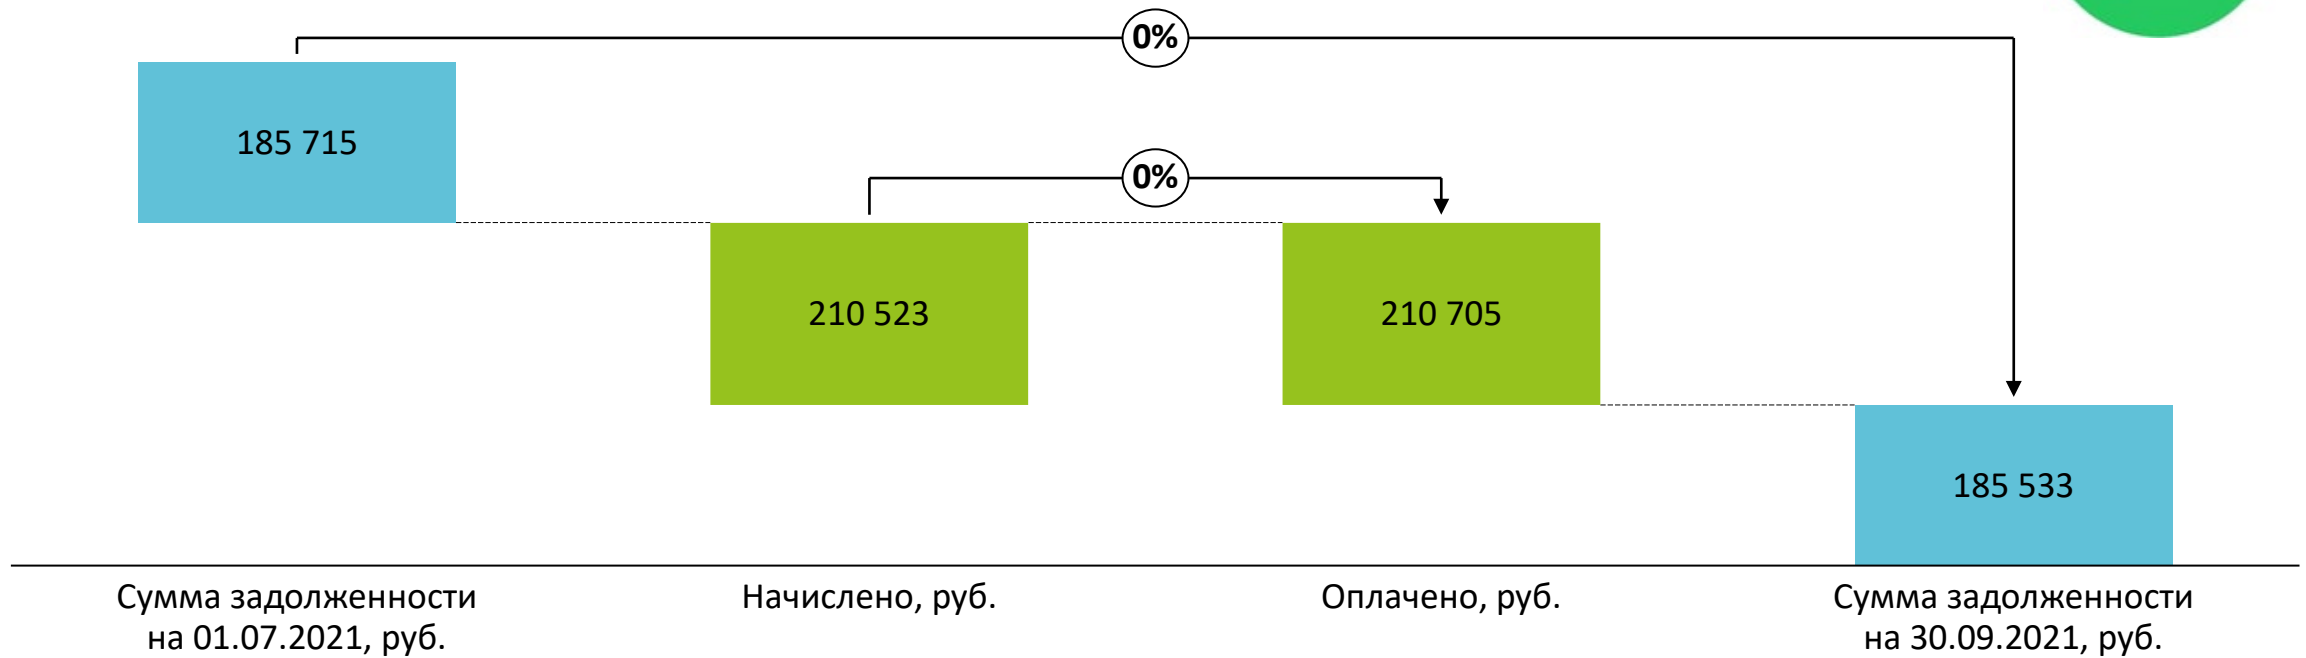 0%
185 715
0%
210 523
210 705
185 533
Сумма задолженности
на 01.07.2021, руб.
Начислено, руб.
Оплачено, руб.
Сумма задолженности
на 30.09.2021, руб.